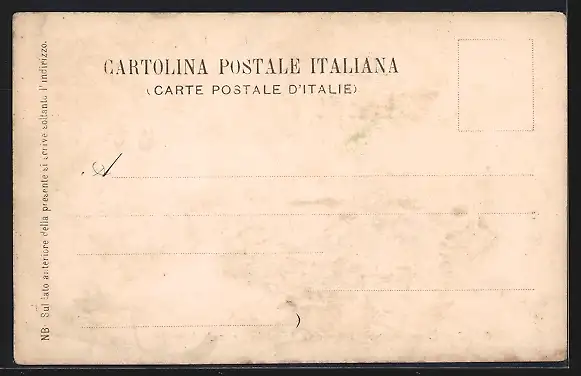 CARTOLINA POSTALE ITALIANA
(CARTE POSTALE D'ITALIE)
NB Sul lato anteriore della presente si scrive soltanto l'indirizzo.